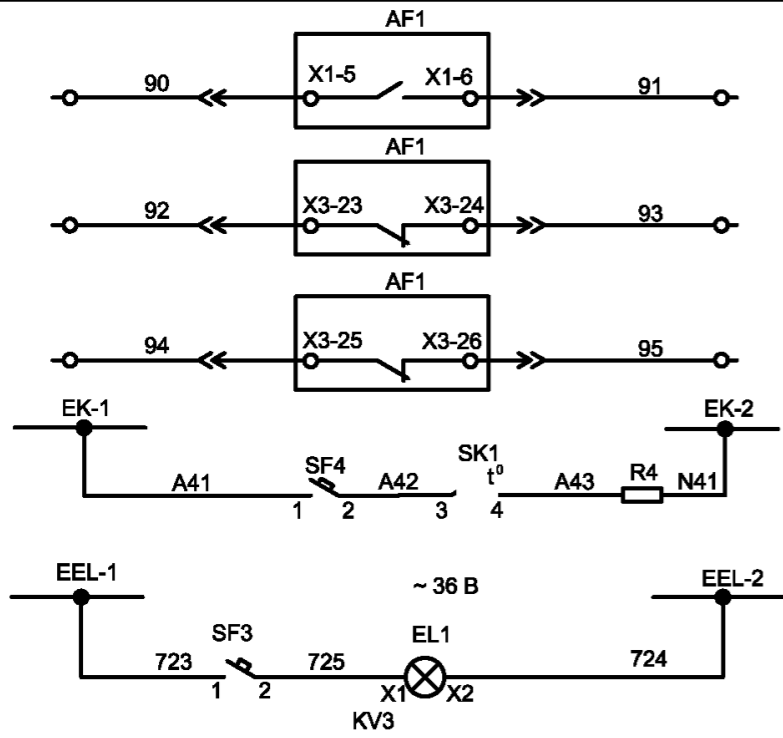 AF1
90 X1-5 X1-6 91
AF1
92 X3-23 X3-24 93
AF1
94 X3-25 X3-26 95
EK-1 EK-2
SF4 SK1
A41 A42 t⁰ A43 R4 N41
1 2 3 4
EEL-1 ~ 36 В EEL-2
SF3 EL1
723 725 724
1 2 X1 X2
KV3